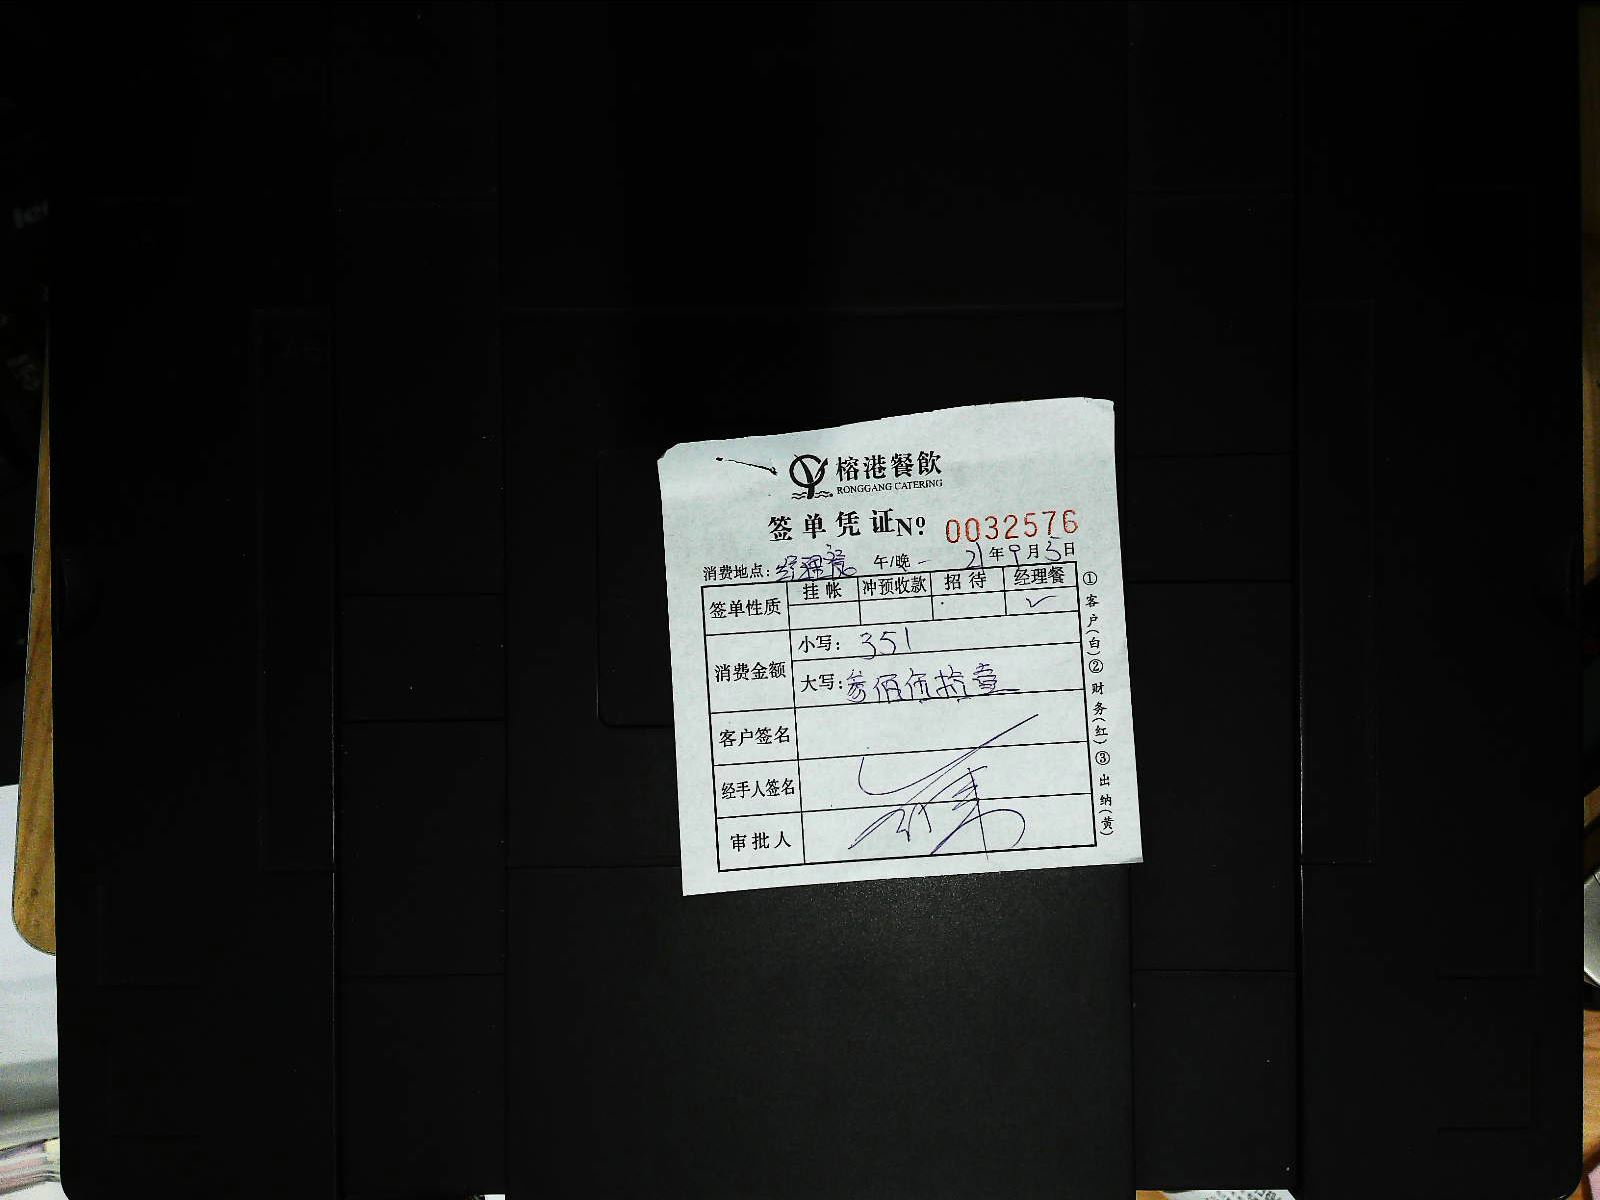 榕港餐飲
RONGGANG CATERING
签单凭证 Nº: 0032576
消费地点: 经理餐 午/晚 21年9月5日
签单性质 挂帐 冲预收款 招待 经理餐
✓
消费金额 小写: 351
大写: 叁佰伍拾壹
客户签名
经手人签名
审批人
①客户(白)②财务(红)③出纳(黄)